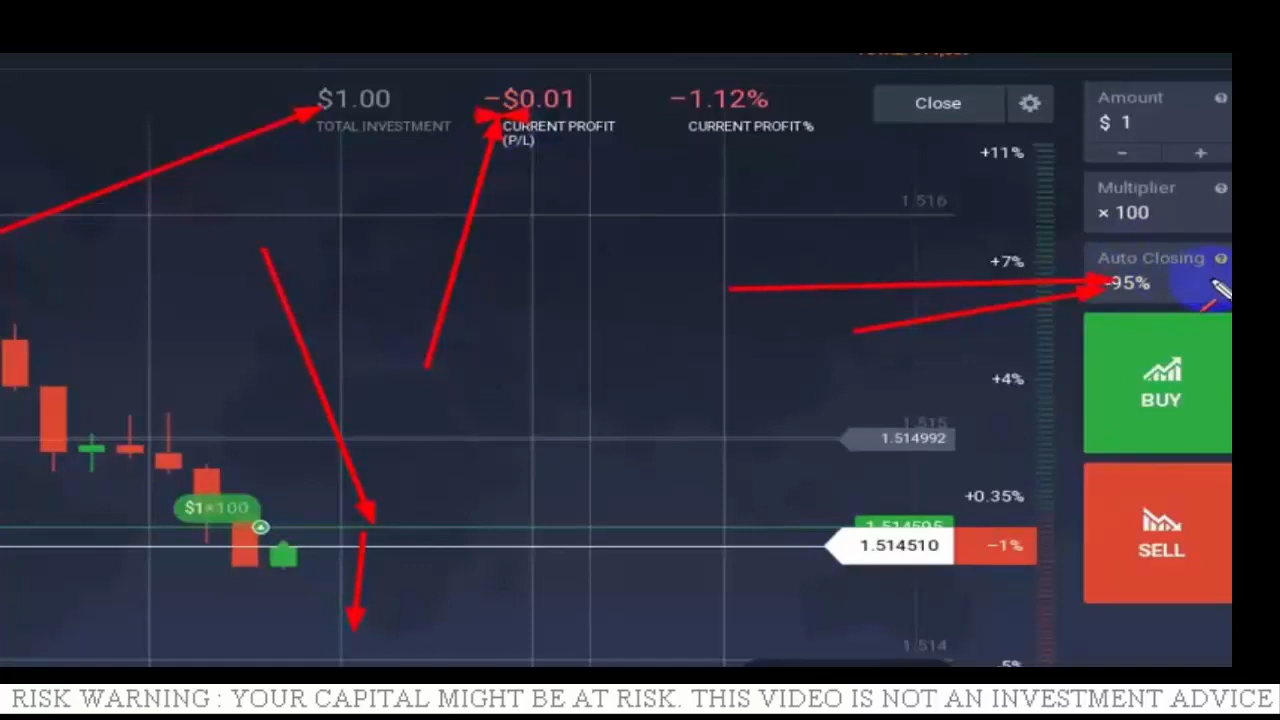 $1.00
TOTAL INVESTMENT
−$0.01
CURRENT PROFIT
(P/L)
−1.12%
CURRENT PROFIT %
Close
Amount
$ 1
−
+
+11%
Multiplier
× 100
1.516
Auto Closing
-95%
+7%
BUY
+4%
1.515
1.514992
+0.35%
$1×100
1.514595
1.514510
−1%
SELL
1.514
RISK WARNING : YOUR CAPITAL MIGHT BE AT RISK. THIS VIDEO IS NOT AN INVESTMENT ADVICE